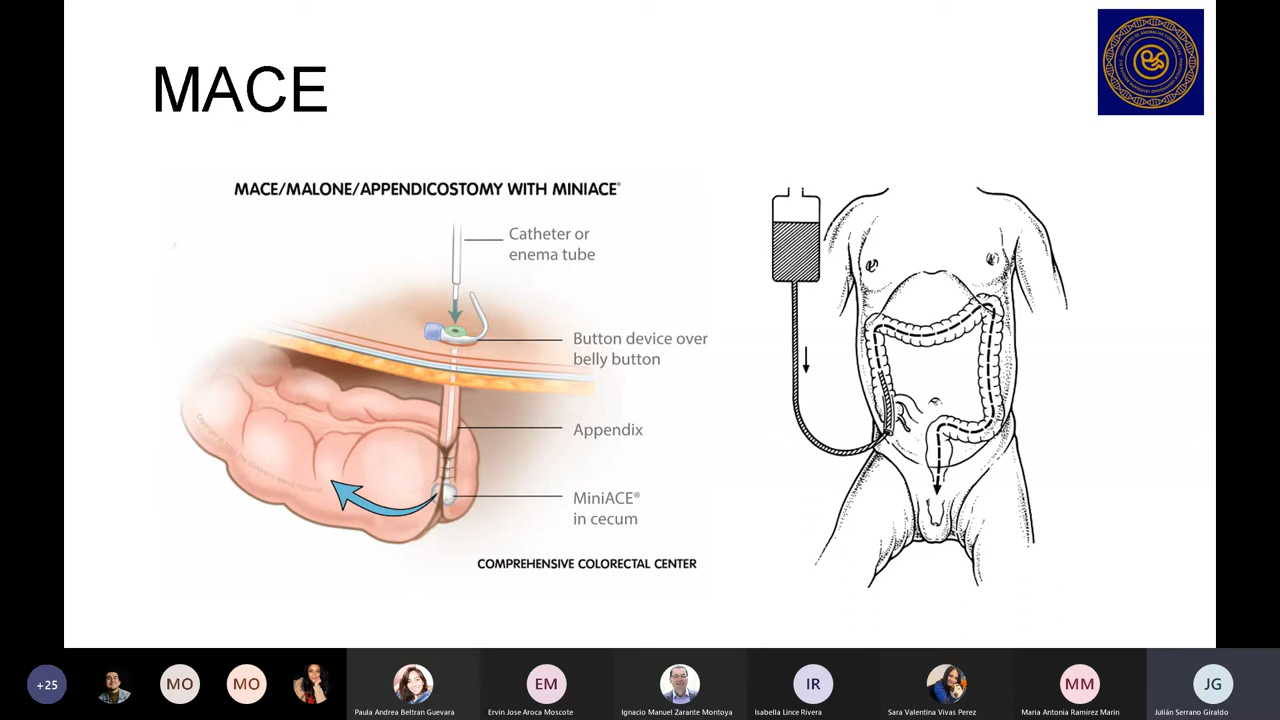 MACE
MACE/MALONE/APPENDICOSTOMY WITH MINIACE®
Catheter or
enema tube
Button device over
belly button
Appendix
MiniACE®
in cecum
COMPREHENSIVE COLORECTAL CENTER
+25
MO
MO
Paula Andrea Beltran Guevara
EM
Ervin Jose Aroca Moscote
Ignacio Manuel Zarante Montoya
IR
Isabella Lince Rivera
Sara Valentina Vivas Perez
MM
Maria Antonia Ramirez Marin
JG
Julián Serrano Giraldo